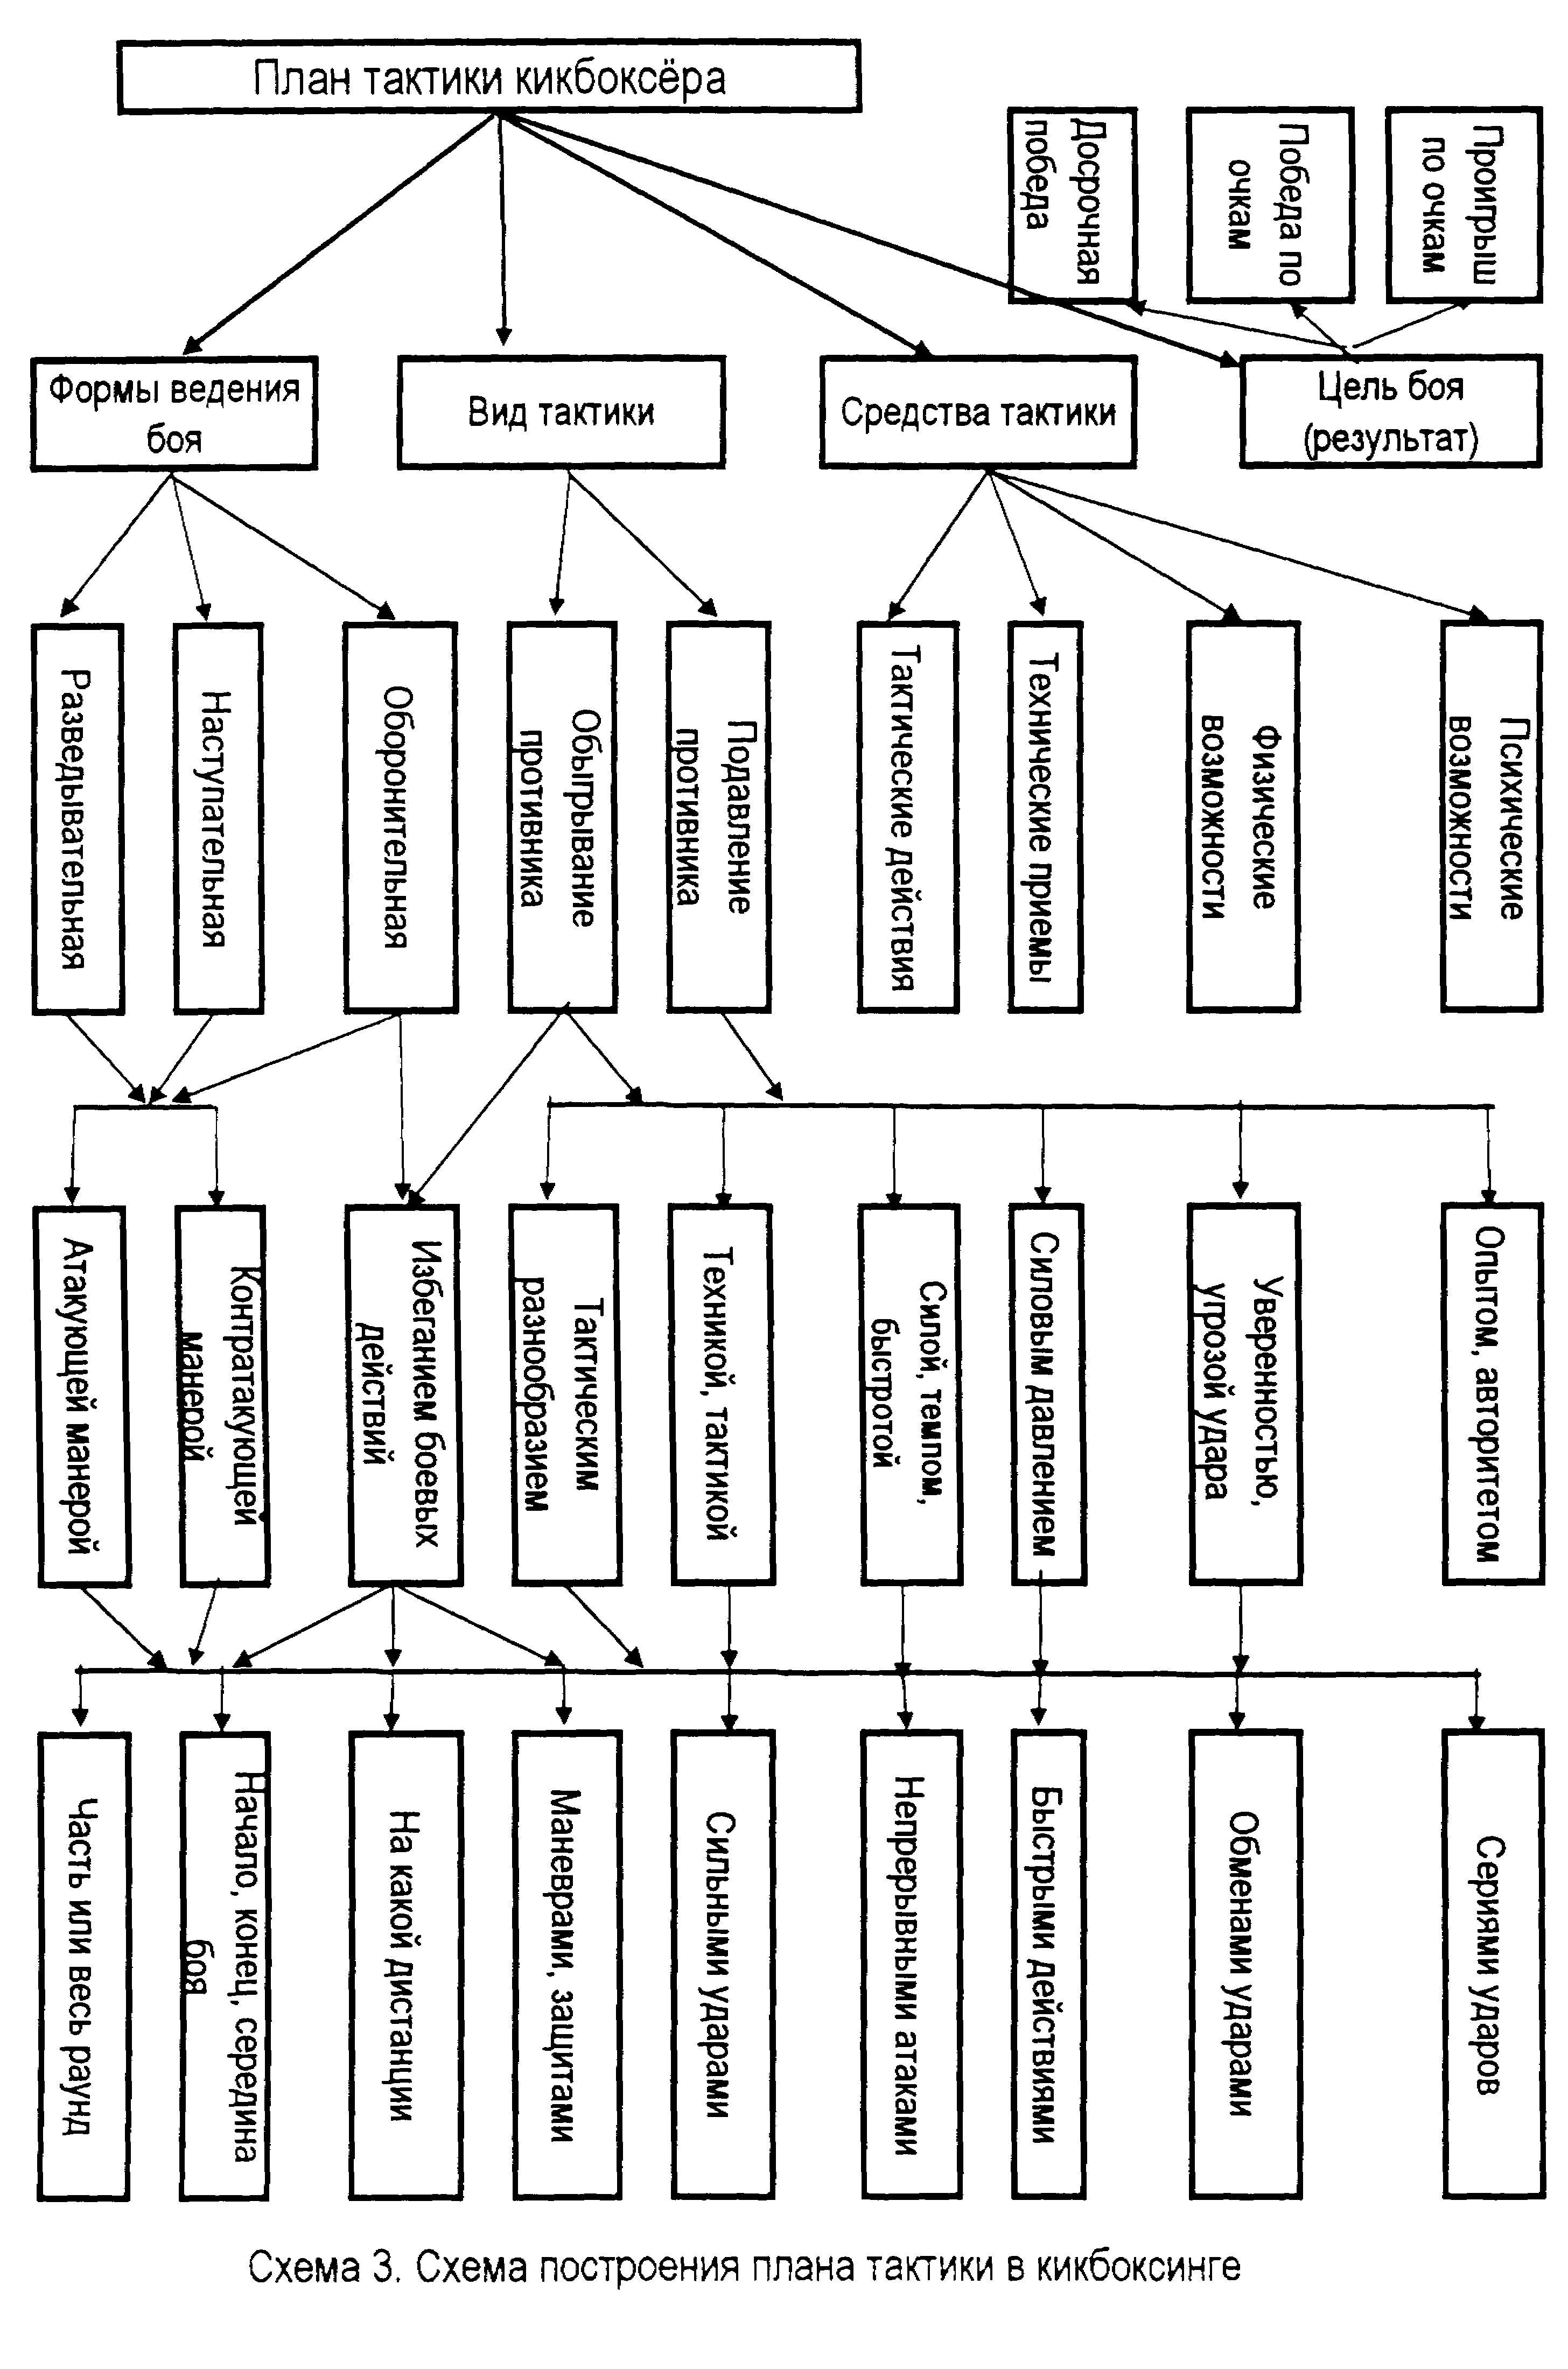 План тактики кикбоксёра
Досрочная
победа
Победа по
очкам
Проигрыш
по очкам
Формы ведения
боя
Вид тактики
Средства тактики
Цель боя
(результат)
Разведывательная
Наступательная
Оборонительная
Обыгрывание
противника
Подавление
противника
Тактические действия
Технические приемы
Физические
возможности
Психические
возможности
Атакующей манерой
Контратакующей
манерой
Избеганием боевых
действий
Тактическим
разнообразием
Техникой, тактикой
Силой, темпом,
быстротой
Силовым давлением
Уверенностью,
угрозой удара
Опытом, авторитетом
Часть или весь раунд
Начало, конец, середина
боя
На какой дистанции
Маневрами, защитами
Сильными ударами
Непрерывными атаками
Быстрыми действиями
Обменами ударами
Сериями ударов
Схема 3. Схема построения плана тактики в кикбоксинге